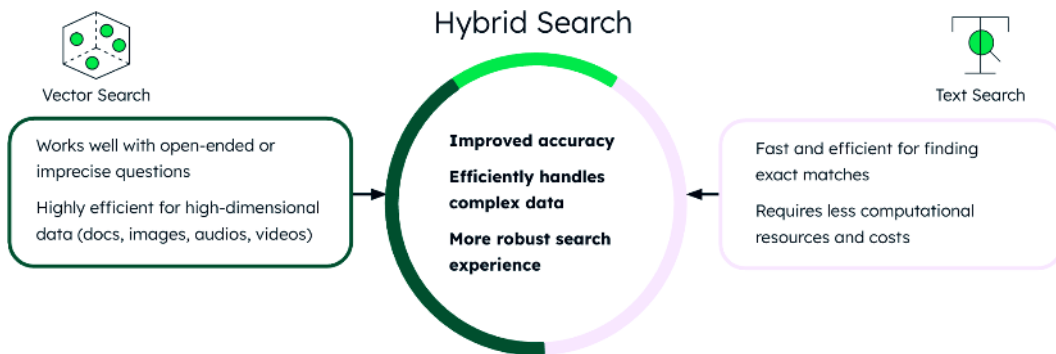 Hybrid Search
Vector Search
Works well with open-ended or
imprecise questions
Highly efficient for high-dimensional
data (docs, images, audios, videos)
Improved accuracy
Efficiently handles
complex data
More robust search
experience
Text Search
Fast and efficient for finding
exact matches
Requires less computational
resources and costs